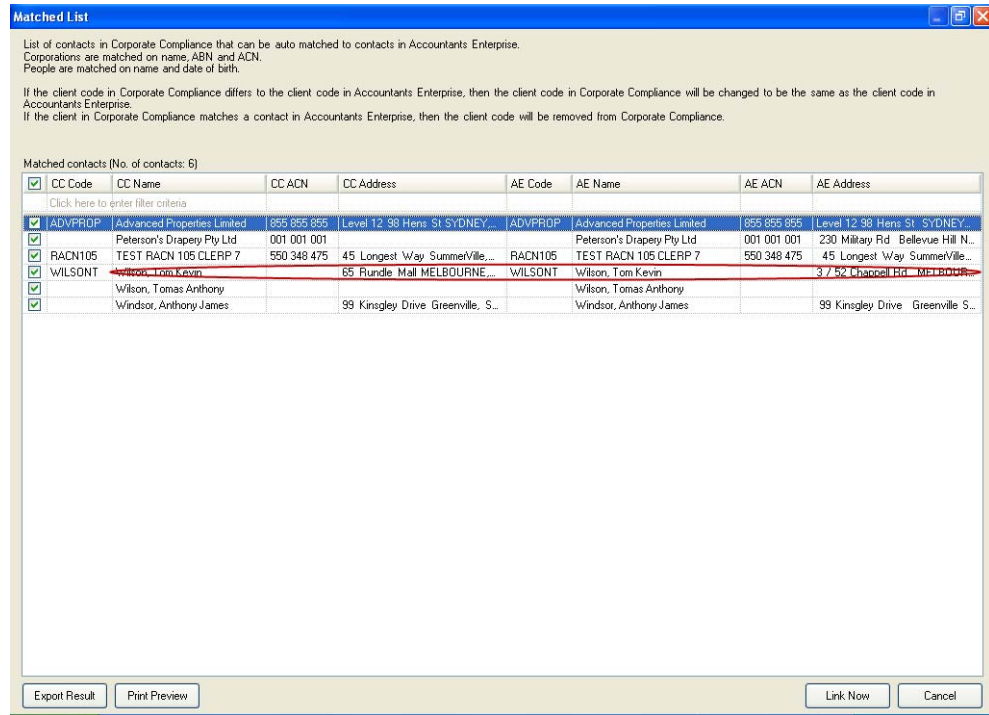 Matched List
List of contacts in Corporate Compliance that can be auto matched to contacts in Accountants Enterprise.
Corporations are matched on name, ABN and ACN.
People are matched on name and date of birth.
If the client code in Corporate Compliance differs to the client code in Accountants Enterprise, then the client code in Corporate Compliance will be changed to be the same as the client code in
Accountants Enterprise.
If the client in Corporate Compliance matches a contact in Accountants Enterprise, then the client code will be removed from Corporate Compliance.
Matched contacts (No. of contacts: 6)
CC Code CC Name CC ACN CC Address AE Code AE Name AE ACN AE Address
Click here to enter filter criteria
ADVPROP Advanced Properties Limited 855 855 855 Level 12 98 Hens St SYDNEY,... ADVPROP Advanced Properties Limited 855 855 855 Level 12 98 Hens St SYDNEY...
Peterson's Drapery Pty Ltd 001 001 001 Peterson's Drapery Pty Ltd 001 001 001 230 Military Rd Bellevue Hill N...
RACN105 TEST RACN 105 CLERP 7 550 348 475 45 Longest Way SummerVille,... RACN105 TEST RACN 105 CLERP 7 550 348 475 45 Longest Way SummerVille...
WILSONT Wilson, Tom Kevin 65 Rundle Mall MELBOURNE,... WILSONT Wilson, Tom Kevin 3 / 52 Chappell Rd MELBOUR...
Wilson, Tomas Anthony Wilson, Tomas Anthony
Windsor, Anthony James 99 Kinsgley Drive Greenville, S... Windsor, Anthony James 99 Kinsgley Drive Greenville S...
Export Result Print Preview Link Now Cancel